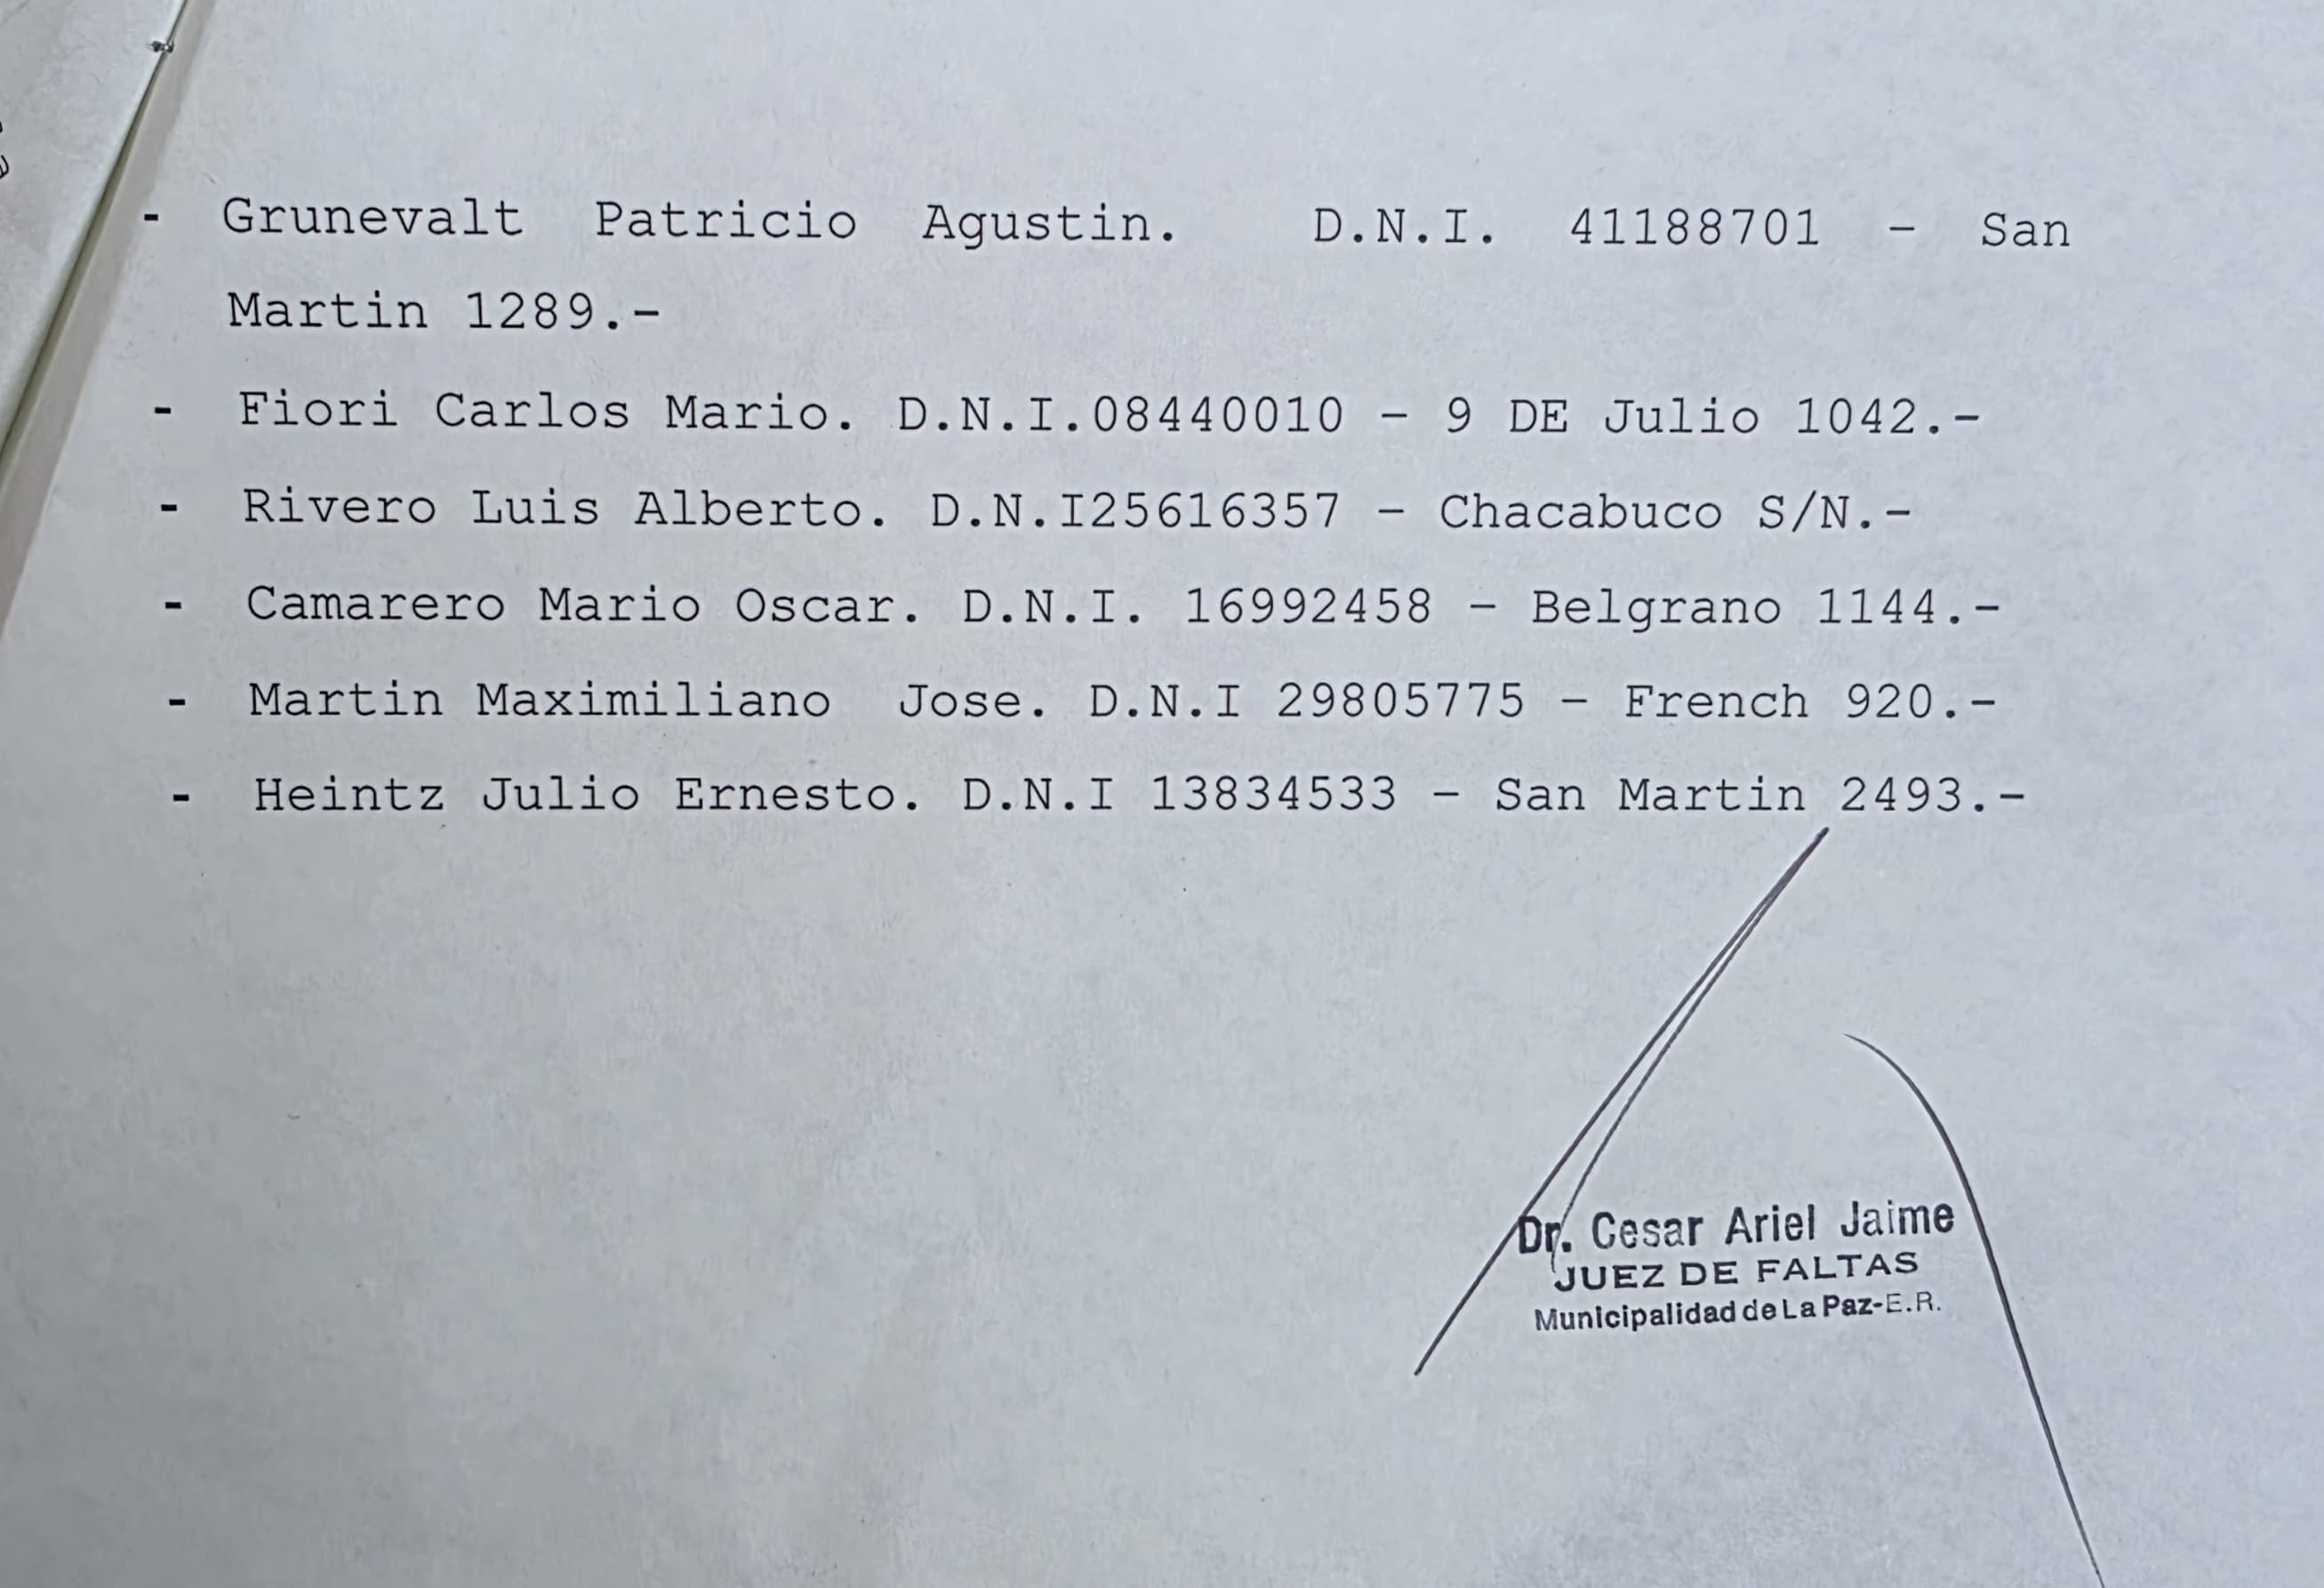 - Grunevalt Patricio Agustin. D.N.I. 41188701 - San
Martin 1289.-
- Fiori Carlos Mario. D.N.I.08440010 - 9 DE Julio 1042.-
- Rivero Luis Alberto. D.N.I25616357 - Chacabuco S/N.-
- Camarero Mario Oscar. D.N.I. 16992458 - Belgrano 1144.-
- Martin Maximiliano Jose. D.N.I 29805775 - French 920.-
- Heintz Julio Ernesto. D.N.I 13834533 - San Martin 2493.-
Dr. Cesar Ariel Jaime
JUEZ DE FALTAS
Municipalidad de La Paz-E.R.